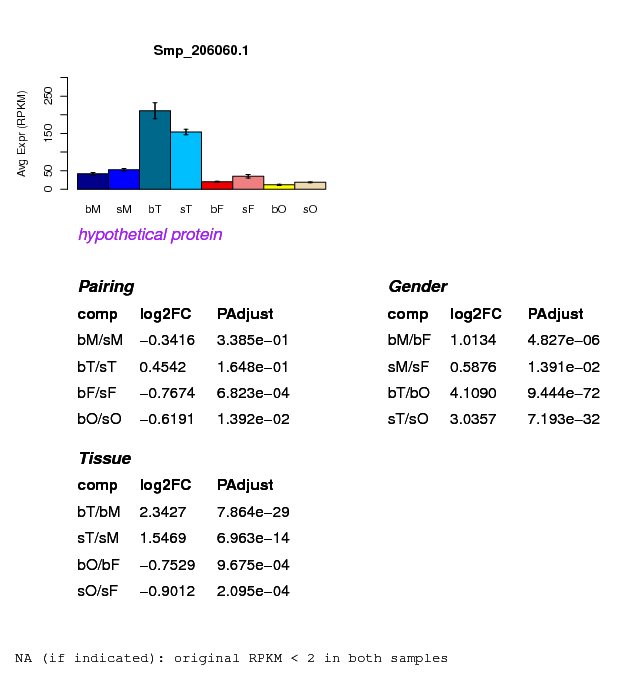 Smp_206060.1
Avg Expr (RPKM)
0 50 150 250
bM sM bT sT bF sF bO sO
hypothetical protein
Pairing
comp log2FC PAdjust
bM/sM −0.3416 3.385e−01
bT/sT 0.4542 1.648e−01
bF/sF −0.7674 6.823e−04
bO/sO −0.6191 1.392e−02
Gender
comp log2FC PAdjust
bM/bF 1.0134 4.827e−06
sM/sF 0.5876 1.391e−02
bT/bO 4.1090 9.444e−72
sT/sO 3.0357 7.193e−32
Tissue
comp log2FC PAdjust
bT/bM 2.3427 7.864e−29
sT/sM 1.5469 6.963e−14
bO/bF −0.7529 9.675e−04
sO/sF −0.9012 2.095e−04
NA (if indicated): original RPKM < 2 in both samples